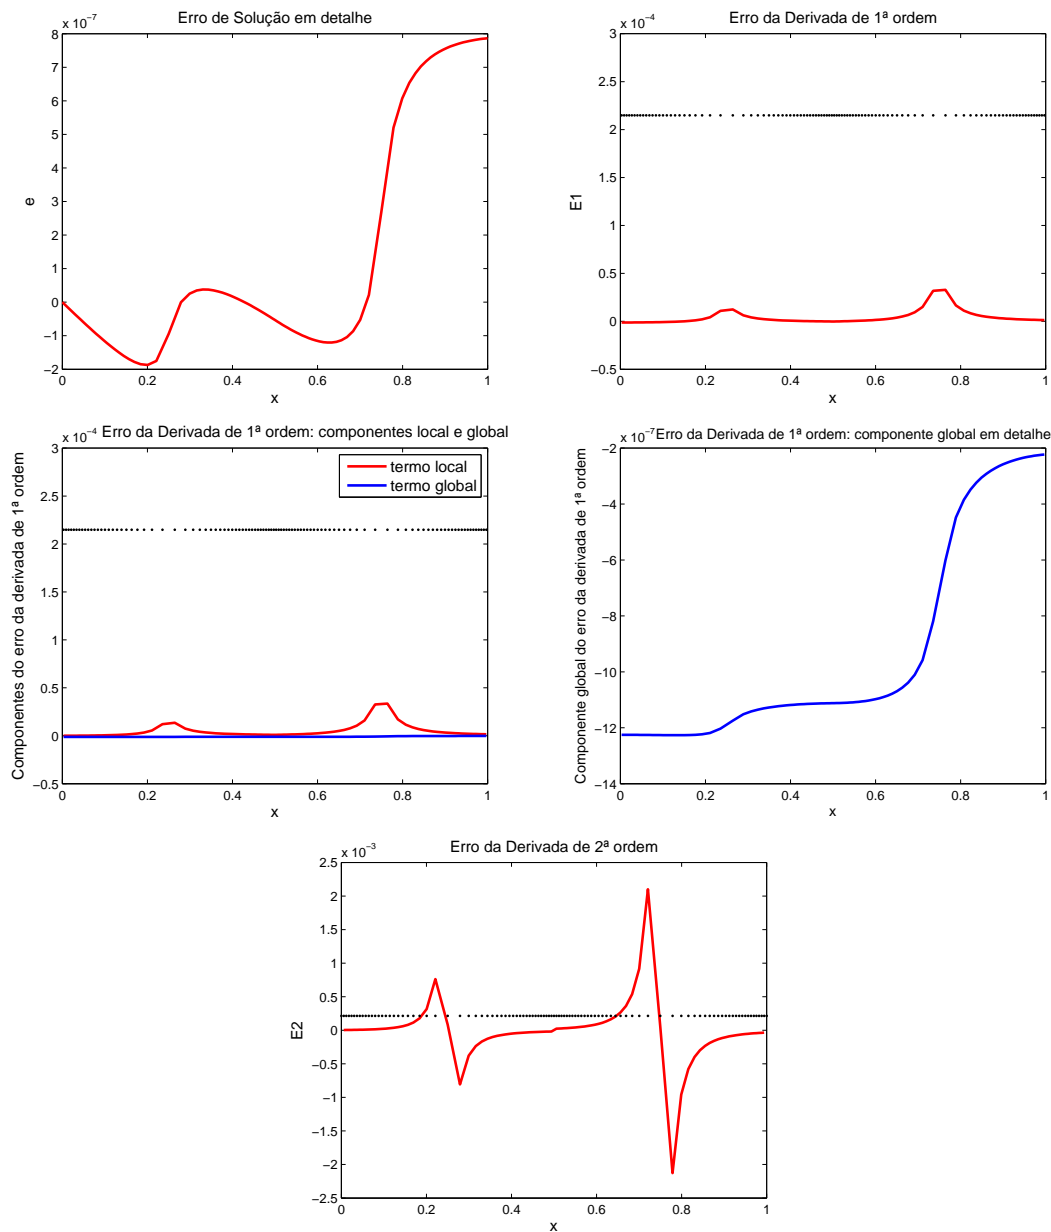 Erro de Solução em detalhe
x 10⁻⁷
8
7
6
5
4
3
2
1
0
−1
−2
e
0 0.2 0.4 0.6 0.8 1
x
Erro da Derivada de 1ª ordem
x 10⁻⁴
3
2.5
2
1.5
1
0.5
0
−0.5
E1
0 0.2 0.4 0.6 0.8 1
x
Erro da Derivada de 1ª ordem: componentes local e global
x 10⁻⁴
3
2.5
2
1.5
1
0.5
0
−0.5
Componentes do erro da derivada de 1ª ordem
termo local
termo global
0 0.2 0.4 0.6 0.8 1
x
Erro da Derivada de 1ª ordem: componente global em detalhe
x 10⁻⁷
−2
−4
−6
−8
−10
−12
−14
Componente global do erro da derivada de 1ª ordem
0 0.2 0.4 0.6 0.8 1
x
Erro da Derivada de 2ª ordem
x 10⁻³
2.5
2
1.5
1
0.5
0
−0.5
−1
−1.5
−2
−2.5
E2
0 0.2 0.4 0.6 0.8 1
x